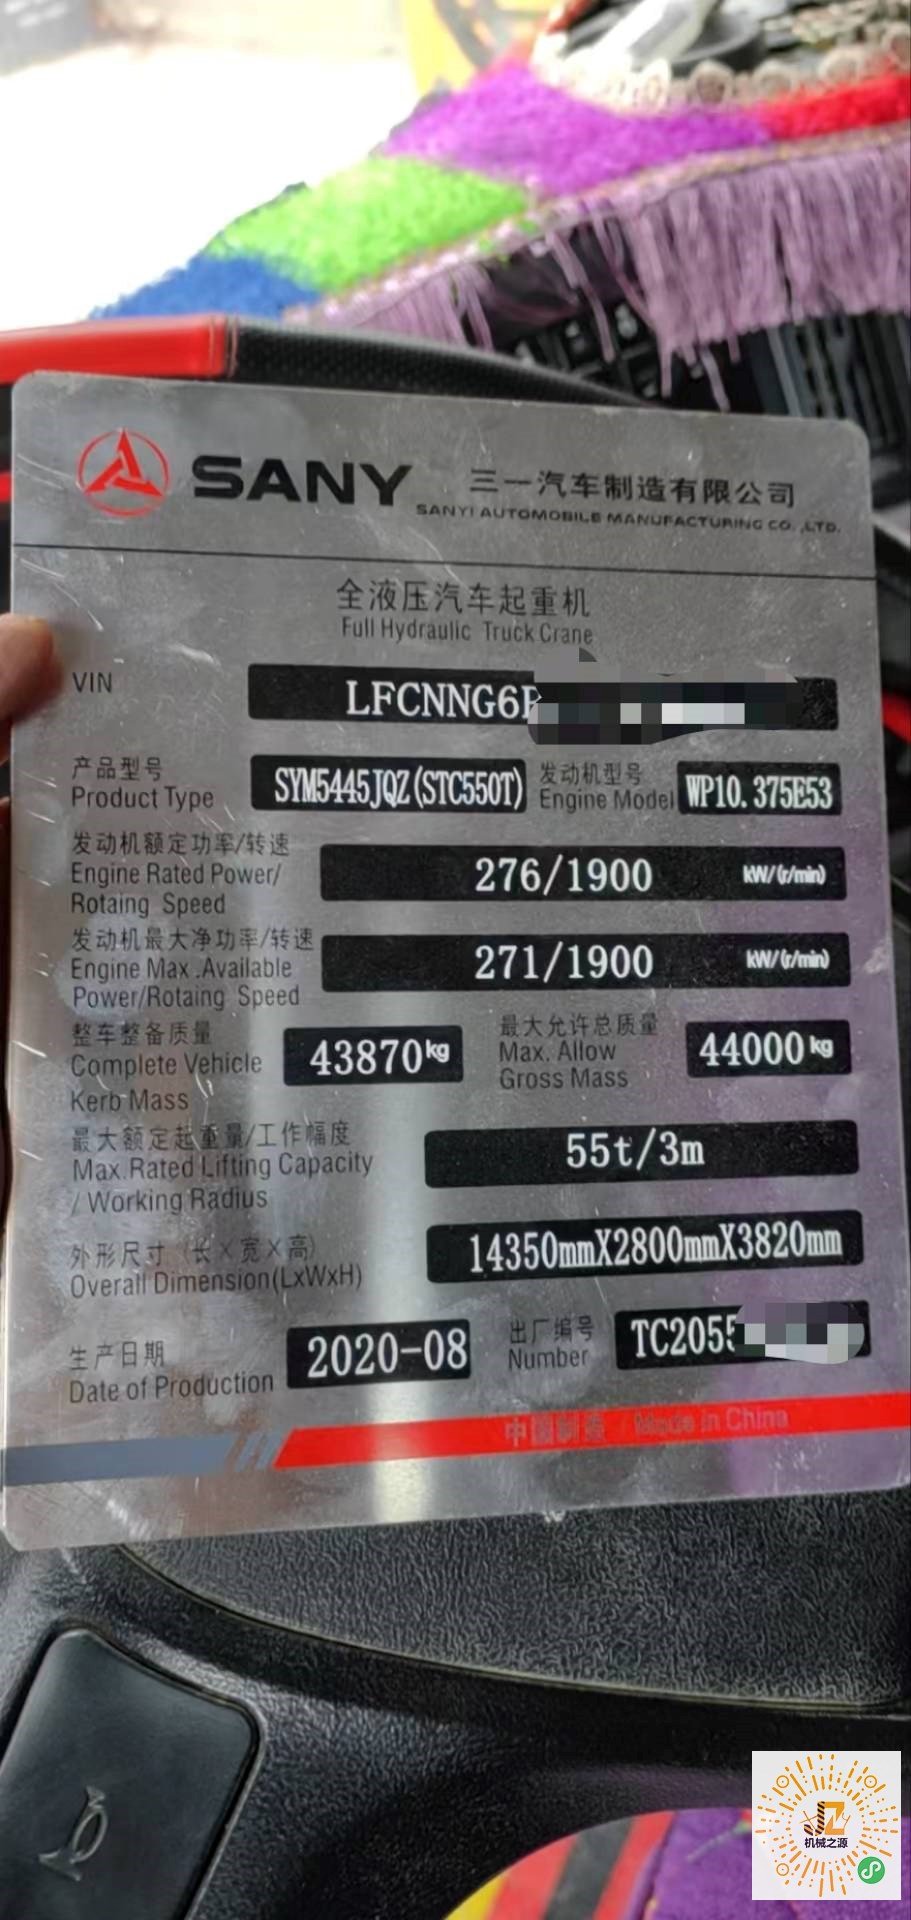 SANY 三一汽车制造有限公司
SANYI AUTOMOBILE MANUFACTURING CO. ,LTD.
全液压汽车起重机
Full Hydraulic Truck Crane
VIN LFCNNG6
产品型号
Product Type SYM5445JQZ(STC550T)
发动机型号
Engine Model WP10.375E53
发动机额定功率/转速
Engine Rated Power/
Rotaing Speed
276/1900 kW/(r/min)
发动机最大净功率/转速
Engine Max .Available
Power/Rotaing Speed
271/1900 kW/(r/min)
整车整备质量
Complete Vehicle
Kerb Mass
43870kg
最大允许总质量
Max. Allow
Gross Mass
44000kg
最大额定起重量/工作幅度
Max.Rated Lifting Capacity
/ Working Radius
55t/3m
外形尺寸（长×宽×高）
Overall Dimension(LxWxH)
14350mmX2800mmX3820mm
生产日期
Date of Production
2020-08
出厂编号
Number
TC2055
中国制造 / Made in China
JZ
机械之源